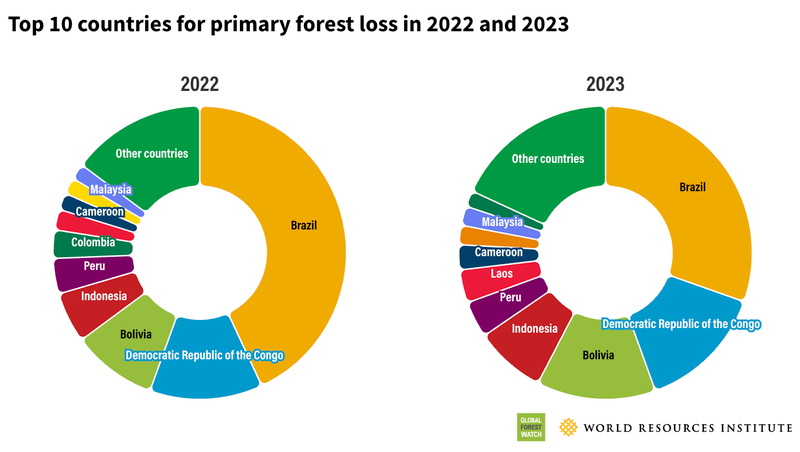 Top 10 countries for primary forest loss in 2022 and 2023
2022
Other countries
Malaysia
Cameroon
Colombia
Peru
Indonesia
Bolivia
Democratic Republic of the Congo
Brazil
2023
Other countries
Malaysia
Cameroon
Laos
Peru
Indonesia
Bolivia
Democratic Republic of the Congo
Brazil
GLOBAL
FOREST
WATCH
WORLD RESOURCES INSTITUTE